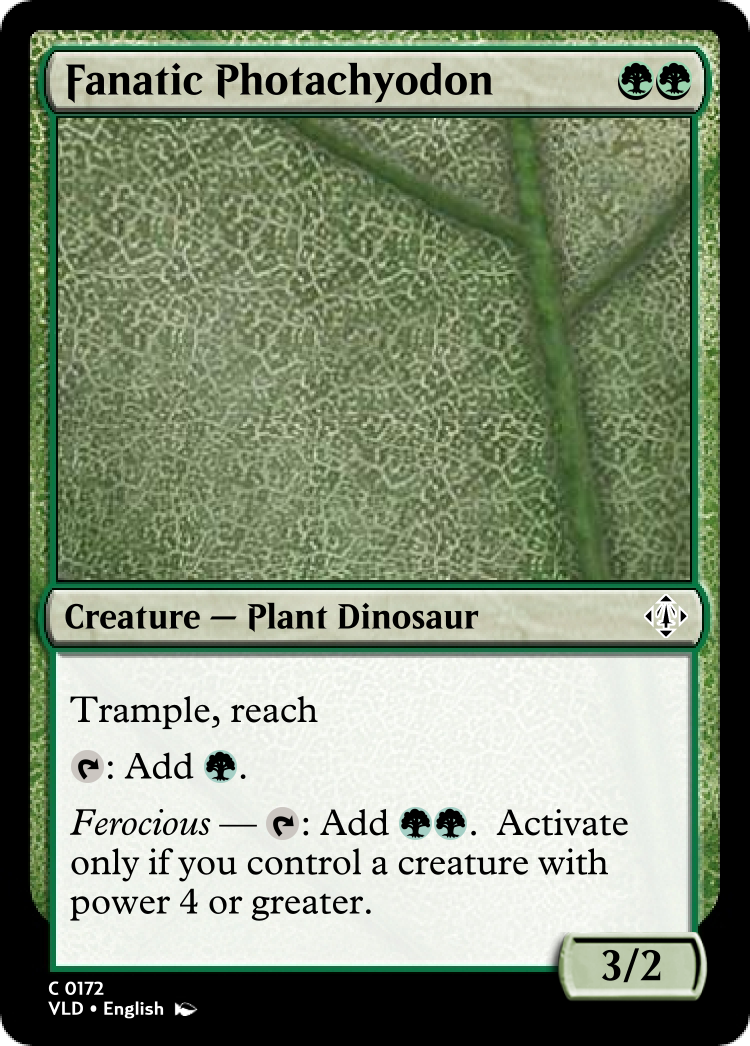 Fanatic Photachyodon
Creature — Plant Dinosaur
Trample, reach
: Add .
Ferocious — : Add . Activate
only if you control a creature with
power 4 or greater.
3/2
C 0172
VLD • English